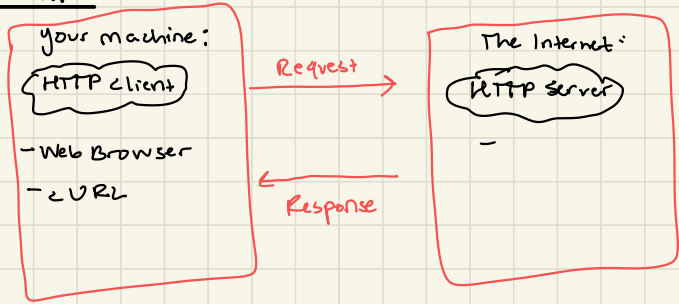 your machine:
HTTP client
- Web Browser
- cURL
Request
Response
The Internet:
HTTP Server
-